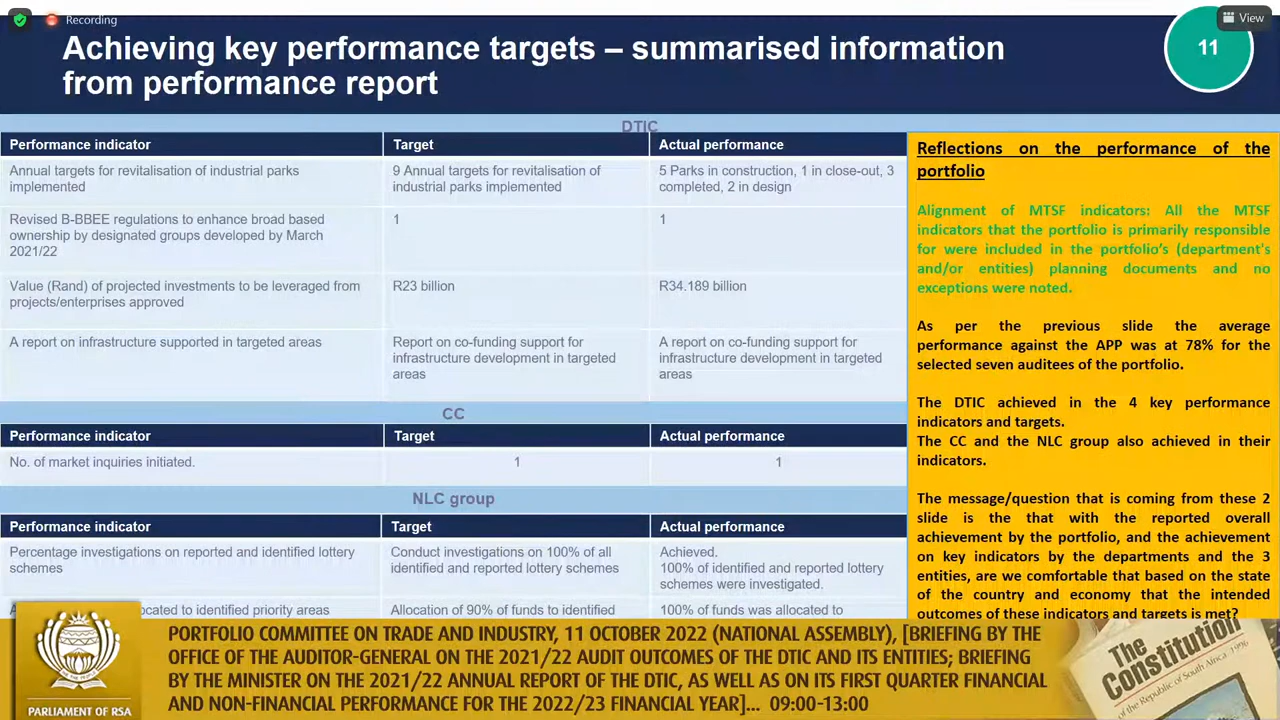 Recording
View
Achieving key performance targets – summarised information
from performance report
11
DTIC
Performance indicator Target Actual performance
Annual targets for revitalisation of industrial parks
implemented
9 Annual targets for revitalisation of
industrial parks implemented
5 Parks in construction, 1 in close-out, 3
completed, 2 in design
Revised B-BBEE regulations to enhance broad based
ownership by designated groups developed by March
2021/22
1
1
Value (Rand) of projected investments to be leveraged from
projects/enterprises approved
R23 billion
R34.189 billion
A report on infrastructure supported in targeted areas
Report on co-funding support for
infrastructure development in targeted
areas
A report on co-funding support for
infrastructure development in targeted
areas
CC
Performance indicator Target Actual performance
No. of market inquiries initiated. 1 1
NLC group
Performance indicator Target Actual performance
Percentage investigations on reported and identified lottery
schemes
Conduct investigations on 100% of all
identified and reported lottery schemes
Achieved.
100% of identified and reported lottery
schemes were investigated.
to identified priority areas
Allocation of 90% of funds to identified
100% of funds was allocated to
Reflections on the performance of the
portfolio
Alignment of MTSF indicators: All the MTSF
indicators that the portfolio is primarily responsible
for were included in the portfolio's (department's
and/or entities) planning documents and no
exceptions were noted.
As per the previous slide the average
performance against the APP was at 78% for the
selected seven auditees of the portfolio.
The DTIC achieved in the 4 key performance
indicators and targets.
The CC and the NLC group also achieved in their
indicators.
The message/question that is coming from these 2
slide is the that with the reported overall
achievement by the portfolio, and the achievement
on key indicators by the departments and the 3
entities, are we comfortable that based on the state
of the country and economy that the intended
outcomes of these indicators and targets is met?
PARLIAMENT OF RSA
PORTFOLIO COMMITTEE ON TRADE AND INDUSTRY, 11 OCTOBER 2022 (NATIONAL ASSEMBLY), [BRIEFING BY THE
OFFICE OF THE AUDITOR-GENERAL ON THE 2021/22 AUDIT OUTCOMES OF THE DTIC AND ITS ENTITIES; BRIEFING
BY THE MINISTER ON THE 2021/22 ANNUAL REPORT OF THE DTIC, AS WELL AS ON ITS FIRST QUARTER FINANCIAL
AND NON-FINANCIAL PERFORMANCE FOR THE 2022/23 FINANCIAL YEAR]... 09:00-13:00
The
Constitution
of the Republic of South Africa, 1996